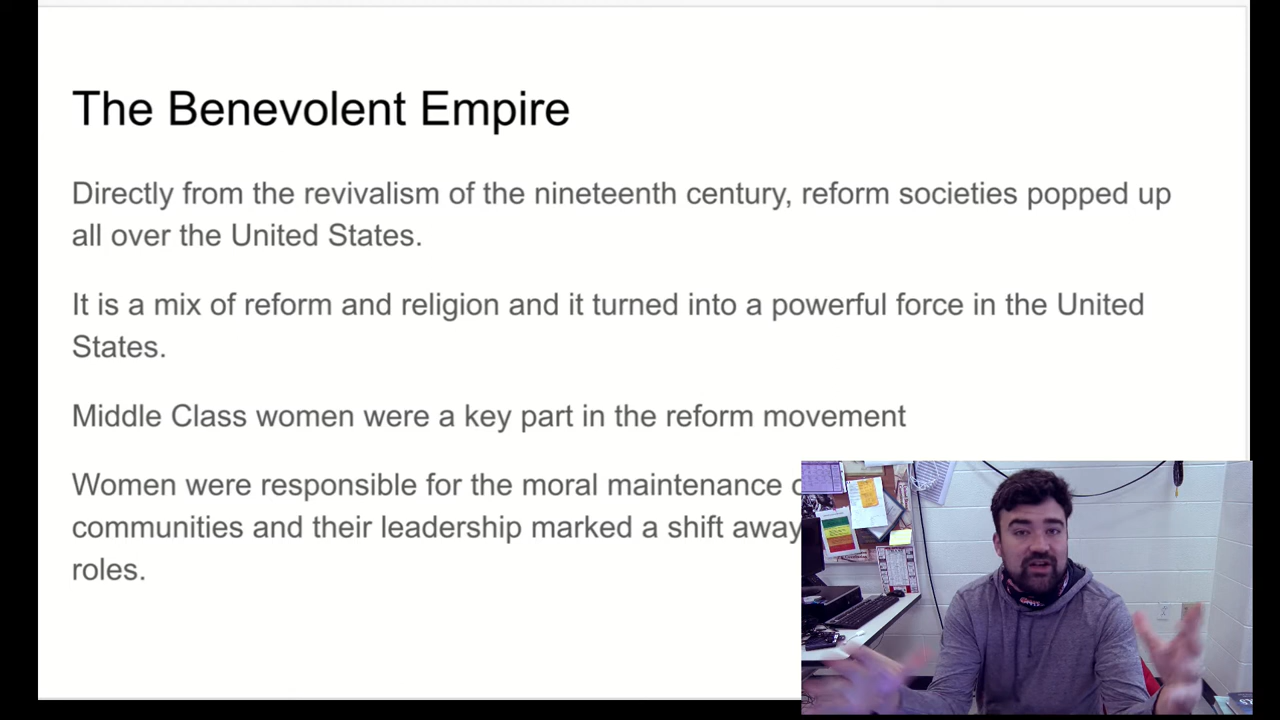 The Benevolent Empire
Directly from the revivalism of the nineteenth century, reform societies popped up
all over the United States.
It is a mix of reform and religion and it turned into a powerful force in the United
States.
Middle Class women were a key part in the reform movement
Women were responsible for the moral maintenance
communities and their leadership marked a shift away
roles.